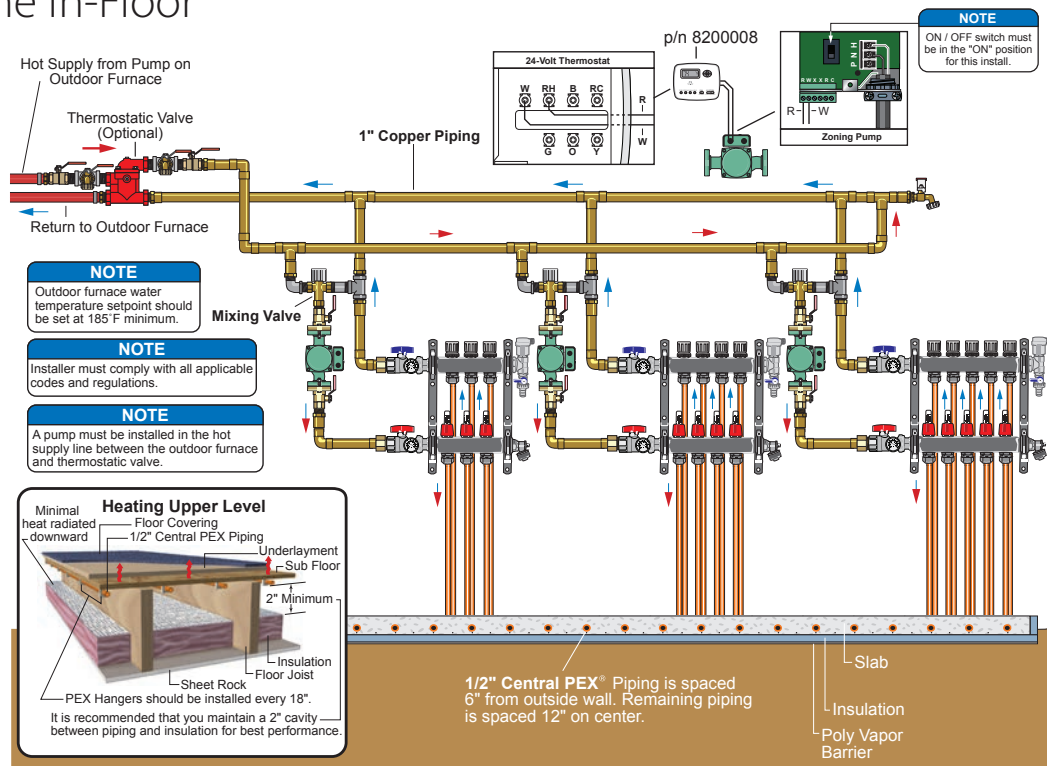 ne In-Floor
NOTE
ON / OFF switch must
be in the "ON" position
for this install.
p/n 8200008
24-Volt Thermostat
W RH B RC
R
W
G O Y
P N H
R W X X R C
R W
Zoning Pump
Hot Supply from Pump on
Outdoor Furnace
Thermostatic Valve
(Optional)
1" Copper Piping
Return to Outdoor Furnace
NOTE
Outdoor furnace water
temperature setpoint should
be set at 185°F minimum.
Mixing Valve
NOTE
Installer must comply with all applicable
codes and regulations.
NOTE
A pump must be installed in the hot
supply line between the outdoor furnace
and thermostatic valve.
Heating Upper Level
Minimal
heat radiated
downward
Floor Covering
1/2" Central PEX Piping
Underlayment
Sub Floor
2" Minimum
Insulation
Floor Joist
Sheet Rock
PEX Hangers should be installed every 18".
It is recommended that you maintain a 2" cavity
between piping and insulation for best performance.
1/2" Central PEX® Piping is spaced
6" from outside wall. Remaining piping
is spaced 12" on center.
Slab
Insulation
Poly Vapor
Barrier